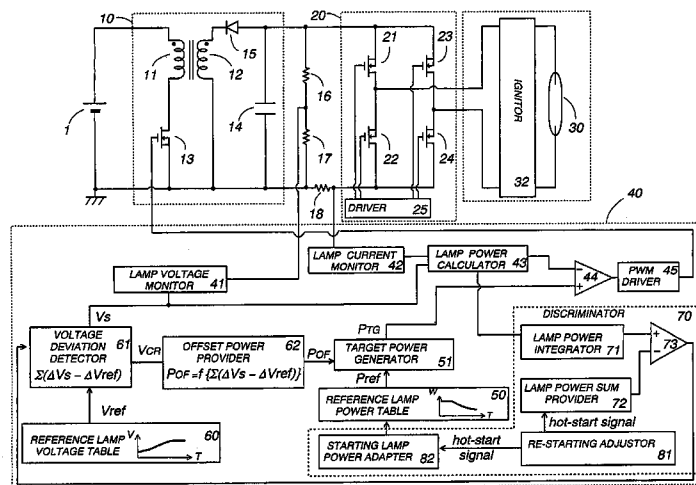 10
20
21
23
15
11
12
16
IGNITOR
30
1
13
14
17
22
24
18
DRIVER 25
32
40
LAMP CURRENT
MONITOR 42
LAMP POWER
CALCULATOR 43
44
PWM 45
DRIVER
LAMP VOLTAGE
MONITOR 41
Vs
PTG
DISCRIMINATOR 70
VOLTAGE
DEVIATION 61
DETECTOR
Σ(ΔVs – ΔVref)
VCR
OFFSET POWER
PROVIDER 62
POF=f{Σ(ΔVs – ΔVref)}
POF
TARGET POWER
GENERATOR 51
LAMP POWER
INTEGRATOR 71
73
Pref
Vref
REFERENCE LAMP
POWER TABLE
50
W
T
LAMP POWER SUM
PROVIDER 72
hot-start signal
REFERENCE LAMP
VOLTAGE TABLE
60
V
T
STARTING LAMP
POWER ADAPTER 82
hot-start
signal
RE-STARTING ADJUSTOR
81